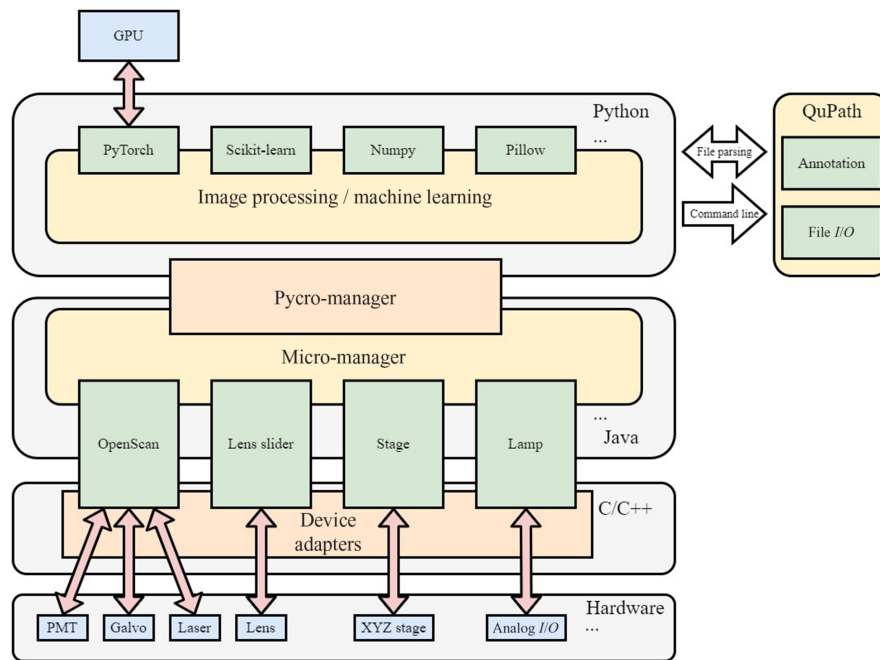 GPU
Python
...
PyTorch
Scikit-learn
Numpy
Pillow
Image processing / machine learning
File parsing
Command line
QuPath
Annotation
File I/O
Pycro-manager
Micro-manager
...
Java
OpenScan
Lens slider
Stage
Lamp
C/C++
Device
adapters
Hardware
...
PMT
Galvo
Laser
Lens
XYZ stage
Analog I/O